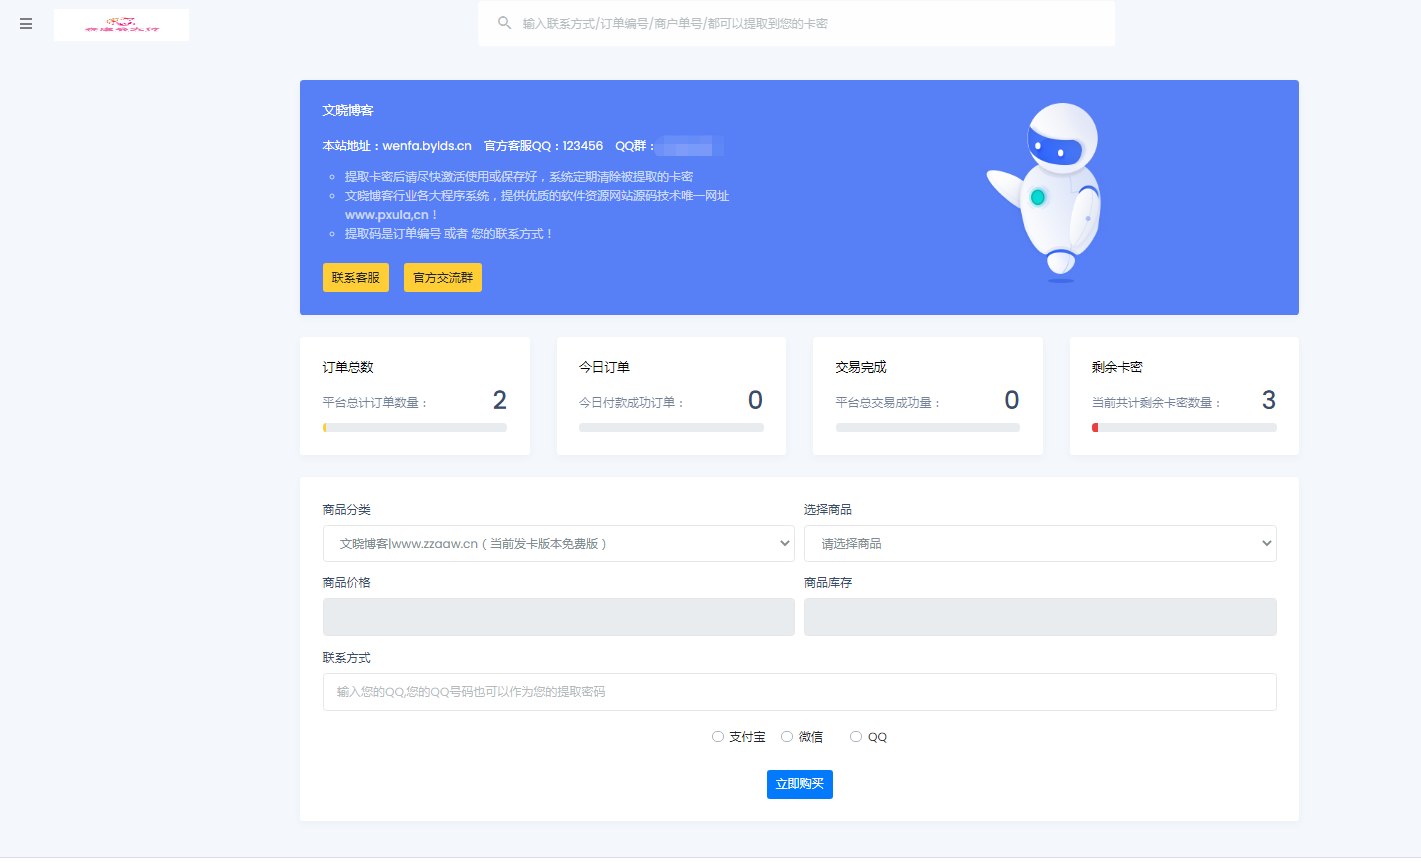 输入联系方式/订单编号/商户单号/都可以提取到您的卡密
文晓博客
本站地址：wenfa.bylds.cn 官方客服QQ：123456 QQ群：
提取卡密后请尽快激活使用或保存好，系统定期清除被提取的卡密
文晓博客行业各大程序系统，提供优质的软件资源网站源码技术唯一网址
www.pxula,cn！
提取码是订单编号 或者 您的联系方式！
联系客服 官方交流群
订单总数 今日订单 交易完成 剩余卡密
平台总计订单数量： 2 今日付款成功订单： 0 平台总交易成功量： 0 当前共计剩余卡密数量： 3
商品分类 选择商品
文晓博客|www.zzaaw.cn（当前发卡版本免费版） 请选择商品
商品价格 商品库存
联系方式
输入您的QQ,您的QQ号码也可以作为您的提取密码
支付宝 微信 QQ
立即购买